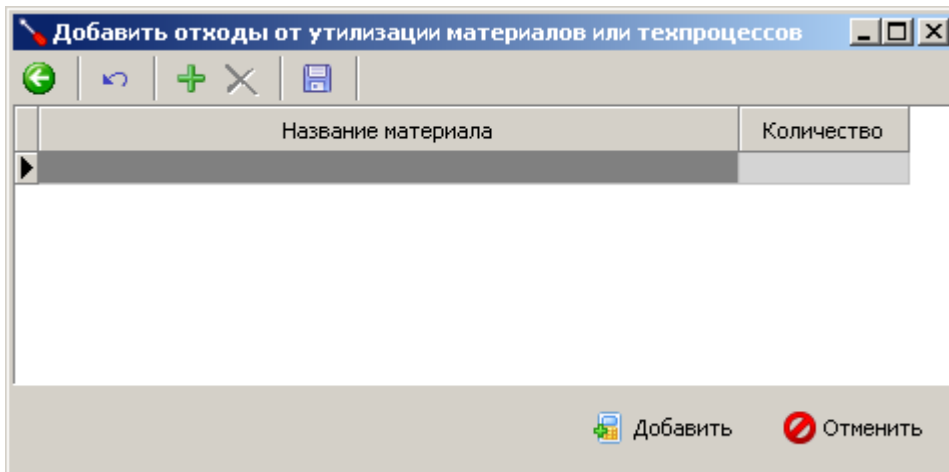 Добавить отходы от утилизации материалов или техпроцессов
Название материала Количество
Добавить Отменить